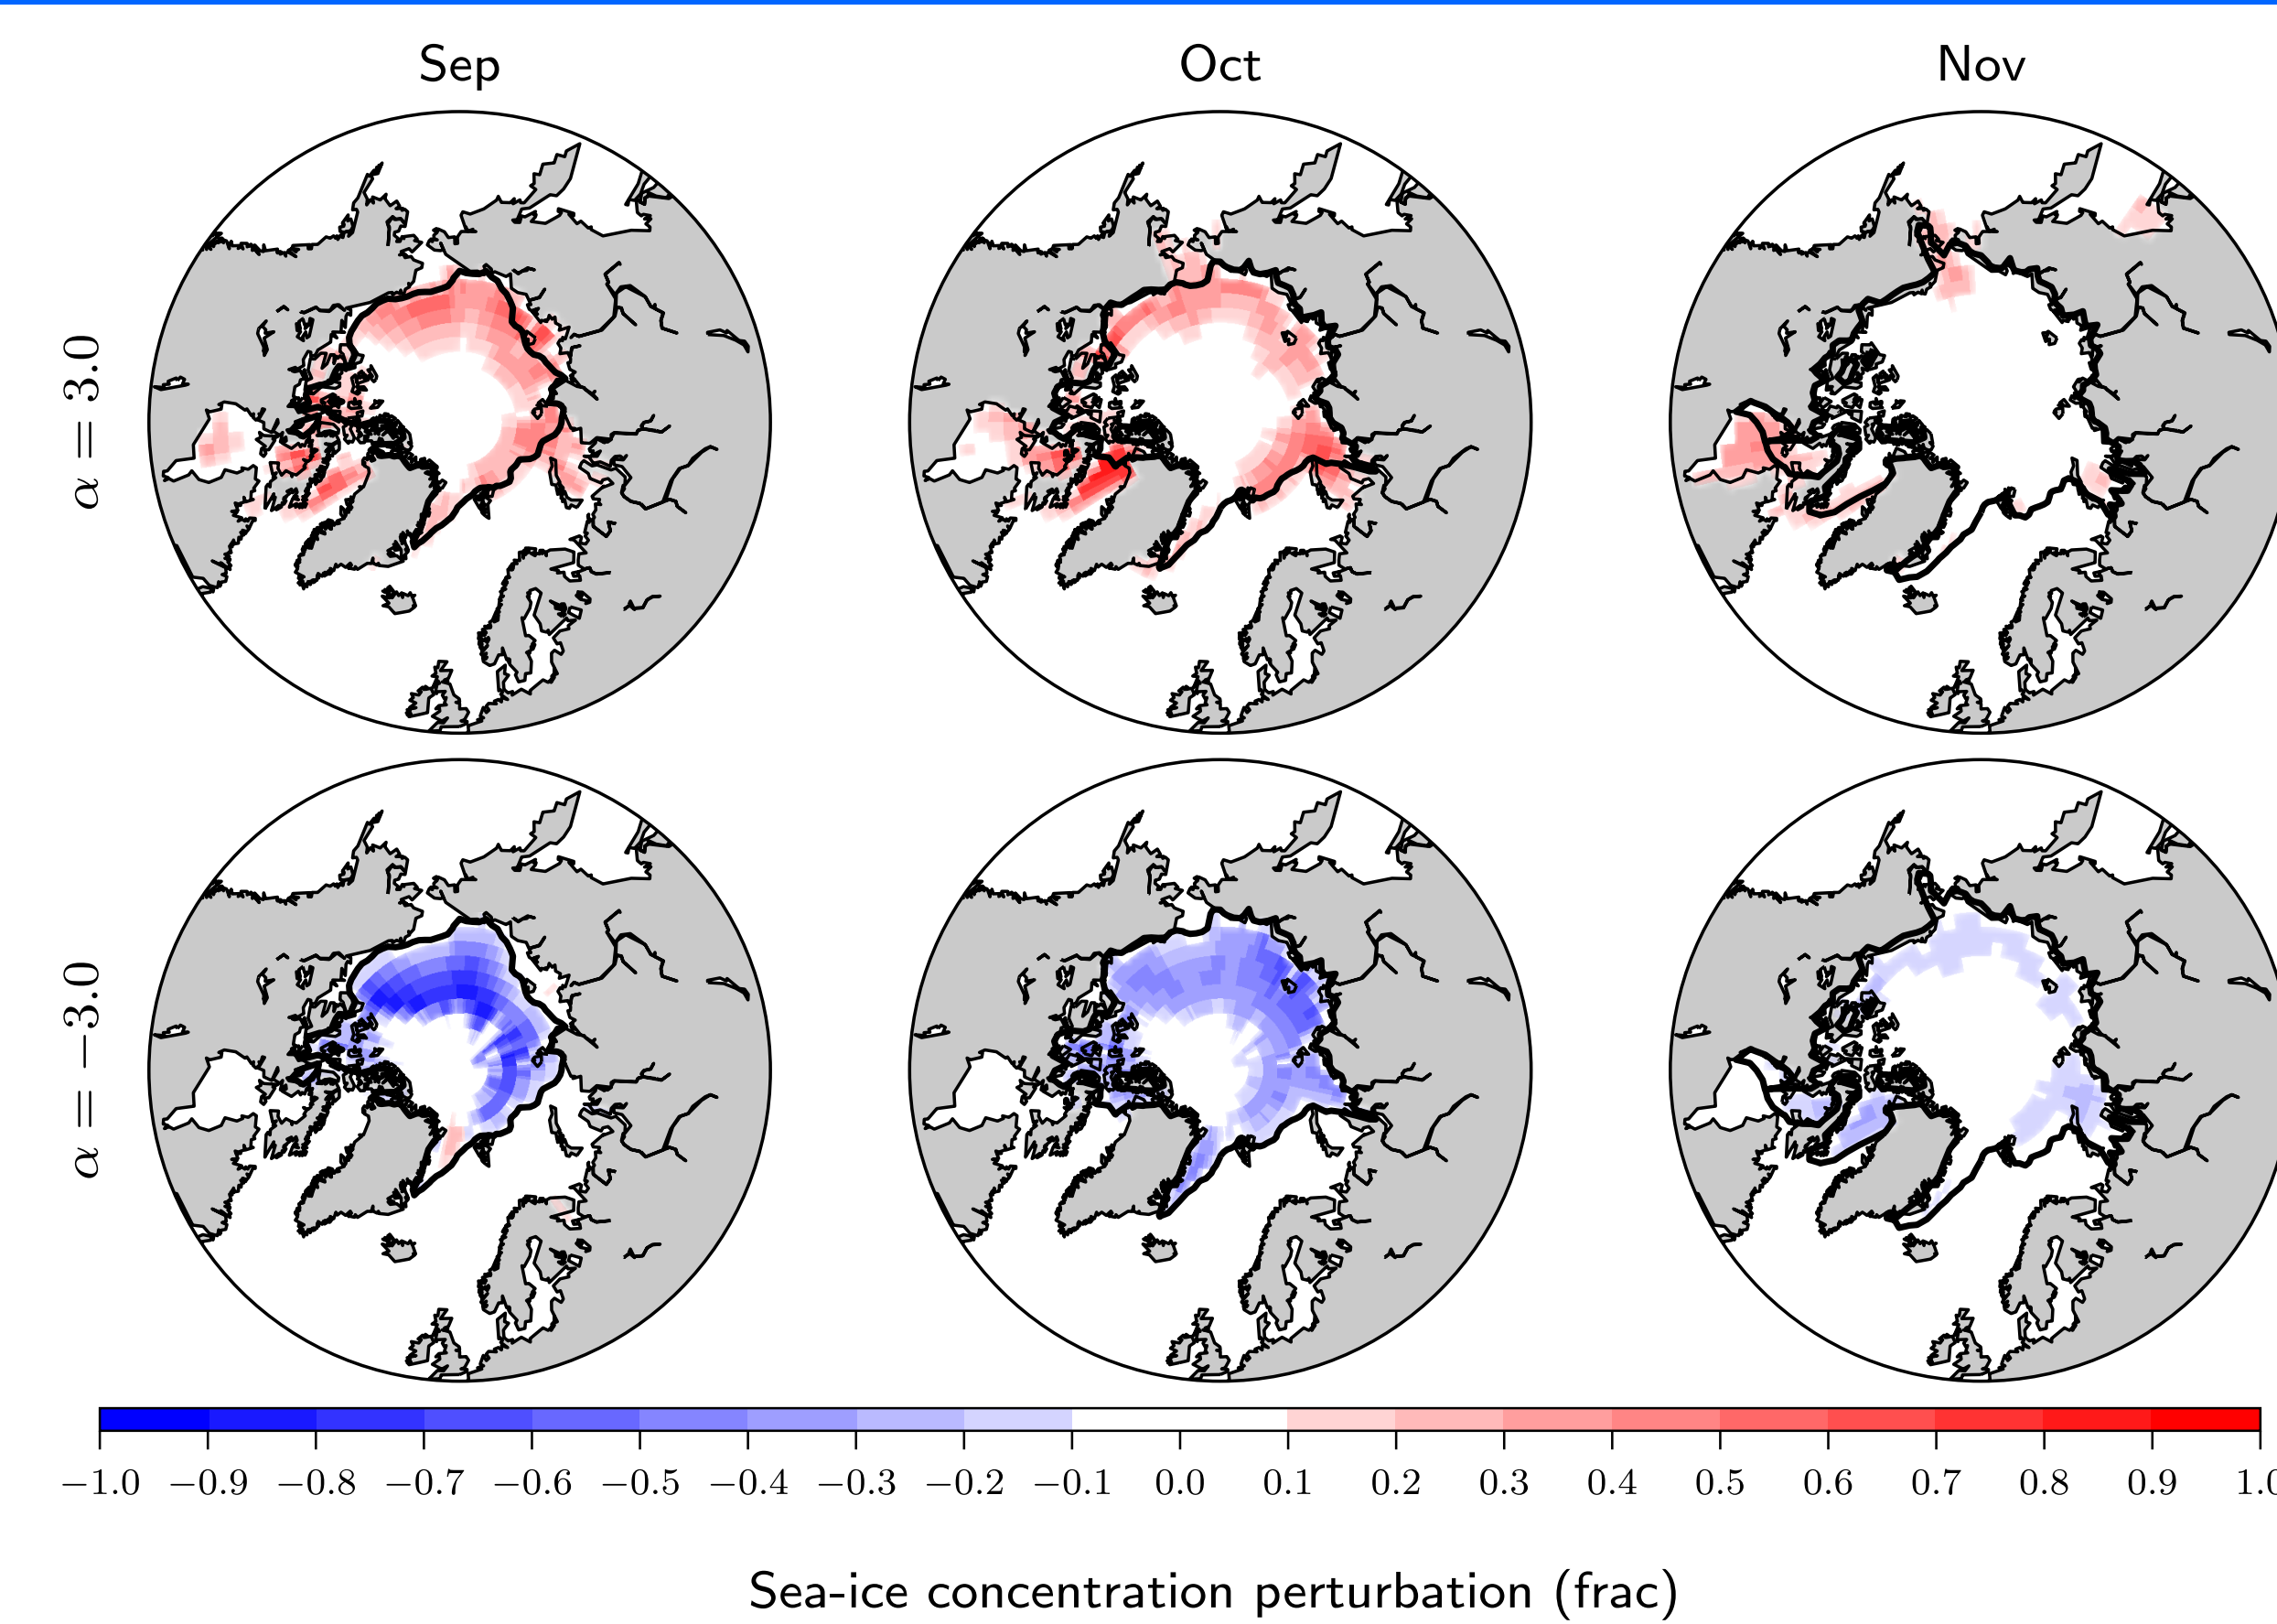 Sep Oct Nov
α = 3.0
α = −3.0
−1.0 −0.9 −0.8 −0.7 −0.6 −0.5 −0.4 −0.3 −0.2 −0.1 0.0 0.1 0.2 0.3 0.4 0.5 0.6 0.7 0.8 0.9 1.0
Sea-ice concentration perturbation (frac)